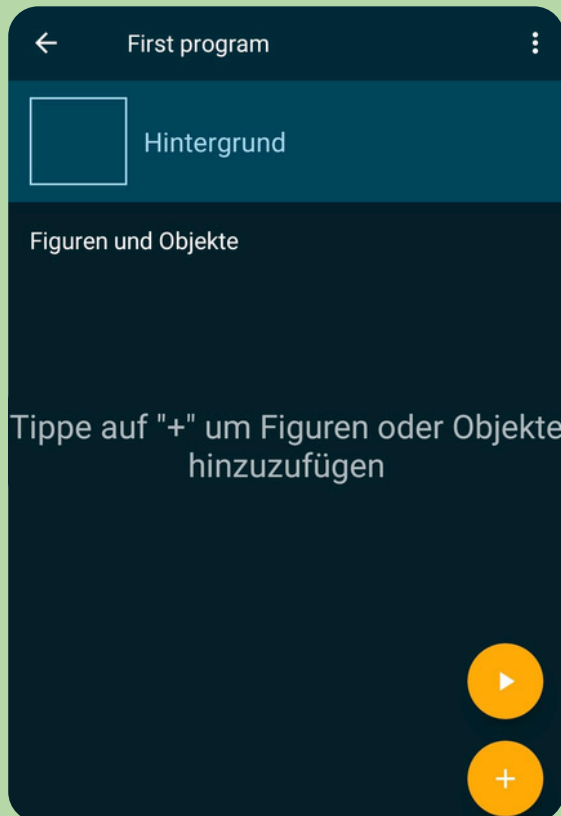 First program
Hintergrund
Figuren und Objekte
Tippe auf "+" um Figuren oder Objekte
hinzuzufügen